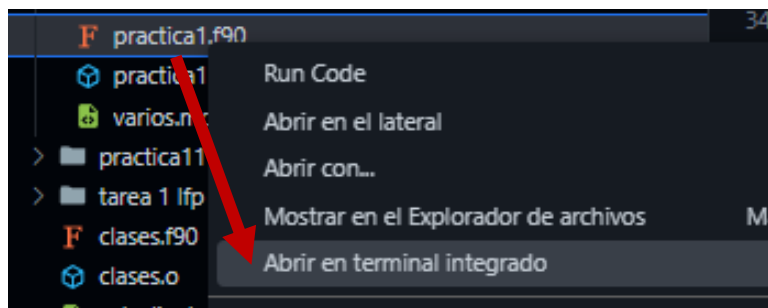 practica1.f90
34
practica1
Run Code
varios.
Abrir en el lateral
practica11
Abrir con...
tarea 1 lfp
Mostrar en el Explorador de archivos
M
clases.f90
Abrir en terminal integrado
clases.o